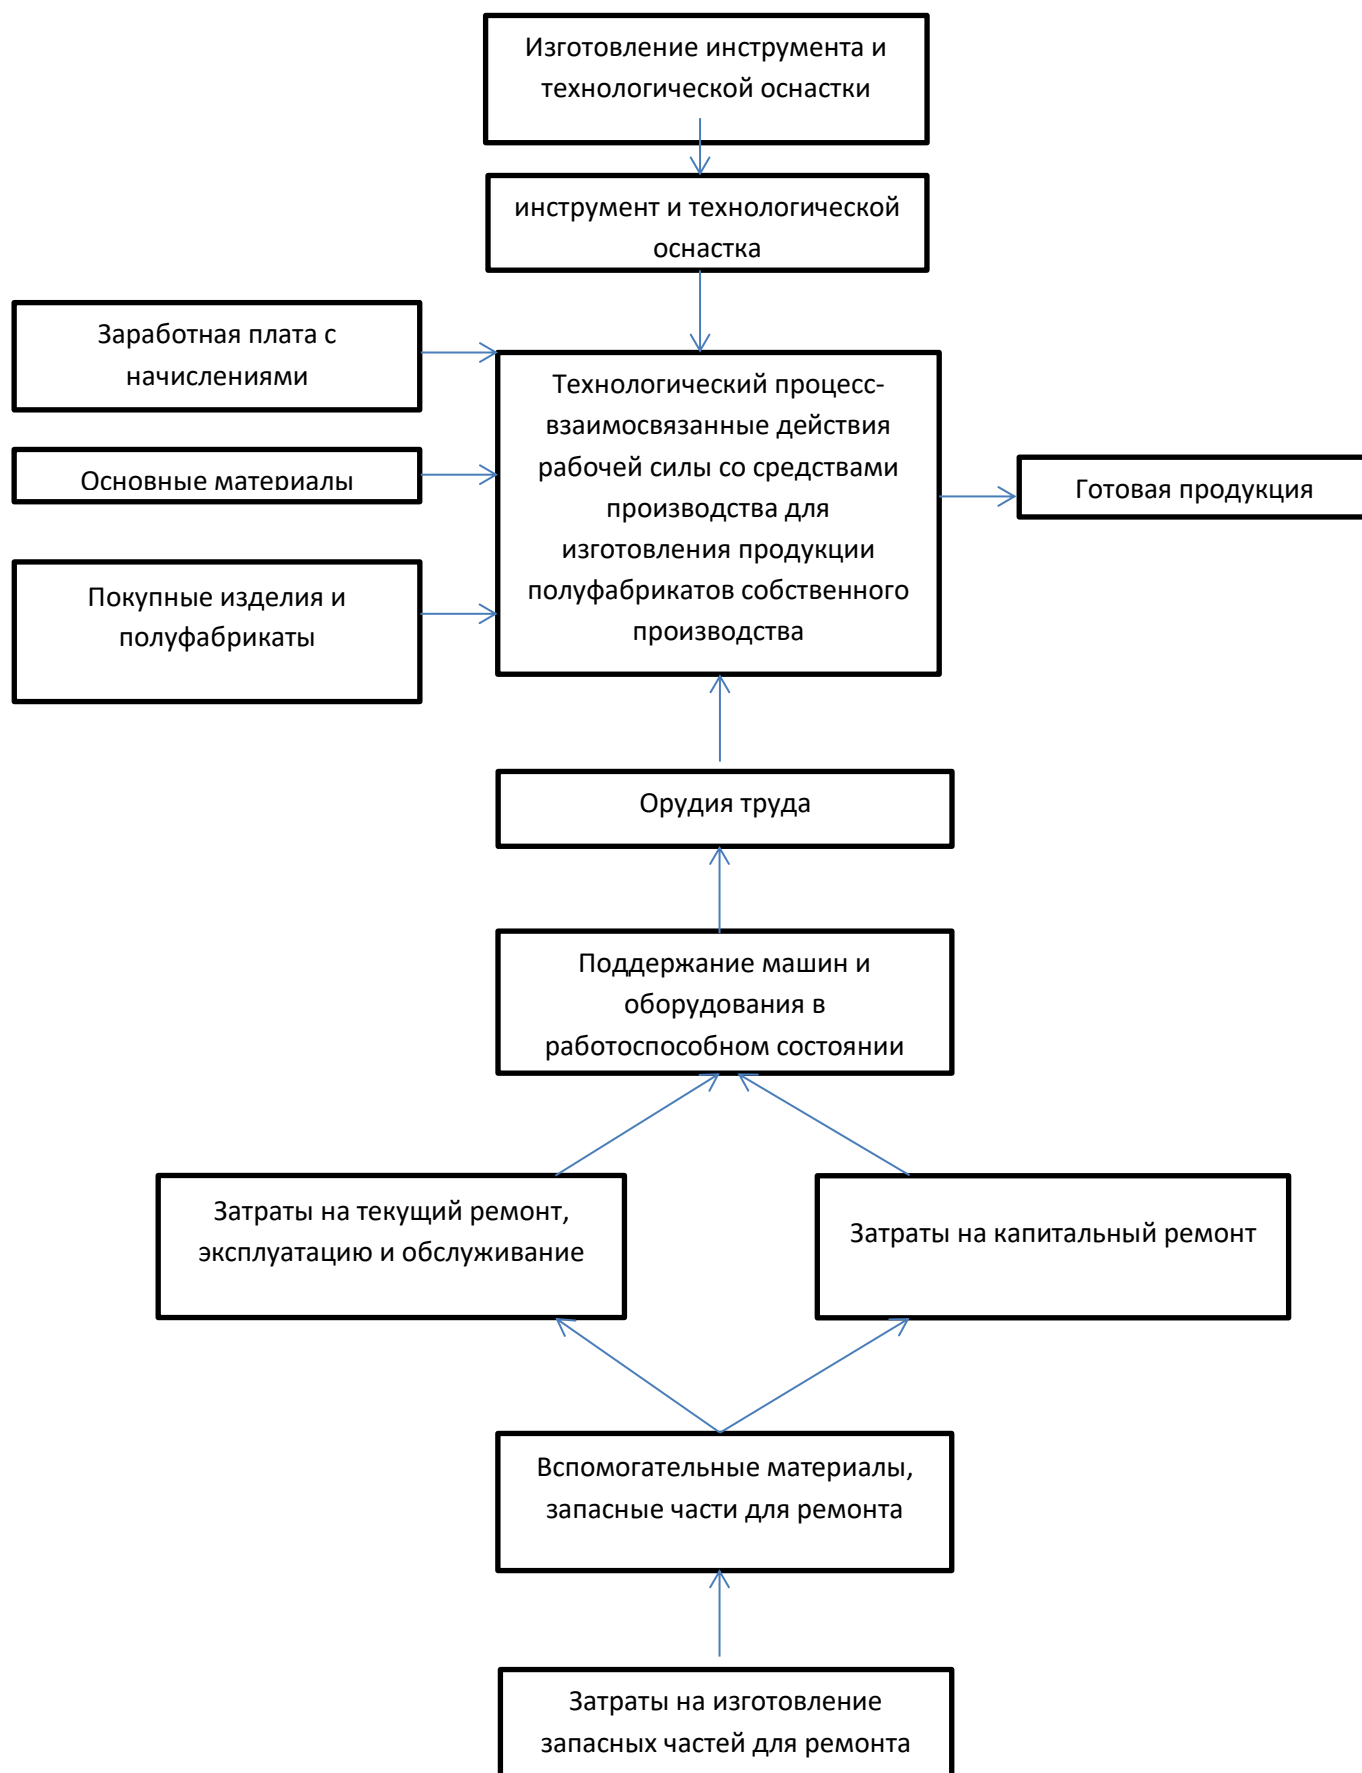 Изготовление инструмента и
технологической оснастки
инструмент и технологической
оснастка
Заработная плата с
начислениями
Основные материалы
Покупные изделия и
полуфабрикаты
Технологический процесс-
взаимосвязанные действия
рабочей силы со средствами
производства для
изготовления продукции
полуфабрикатов собственного
производства
Готовая продукция
Орудия труда
Поддержание машин и
оборудования в
работоспособном состоянии
Затраты на текущий ремонт,
эксплуатацию и обслуживание
Затраты на капитальный ремонт
Вспомогательные материалы,
запасные части для ремонта
Затраты на изготовление
запасных частей для ремонта